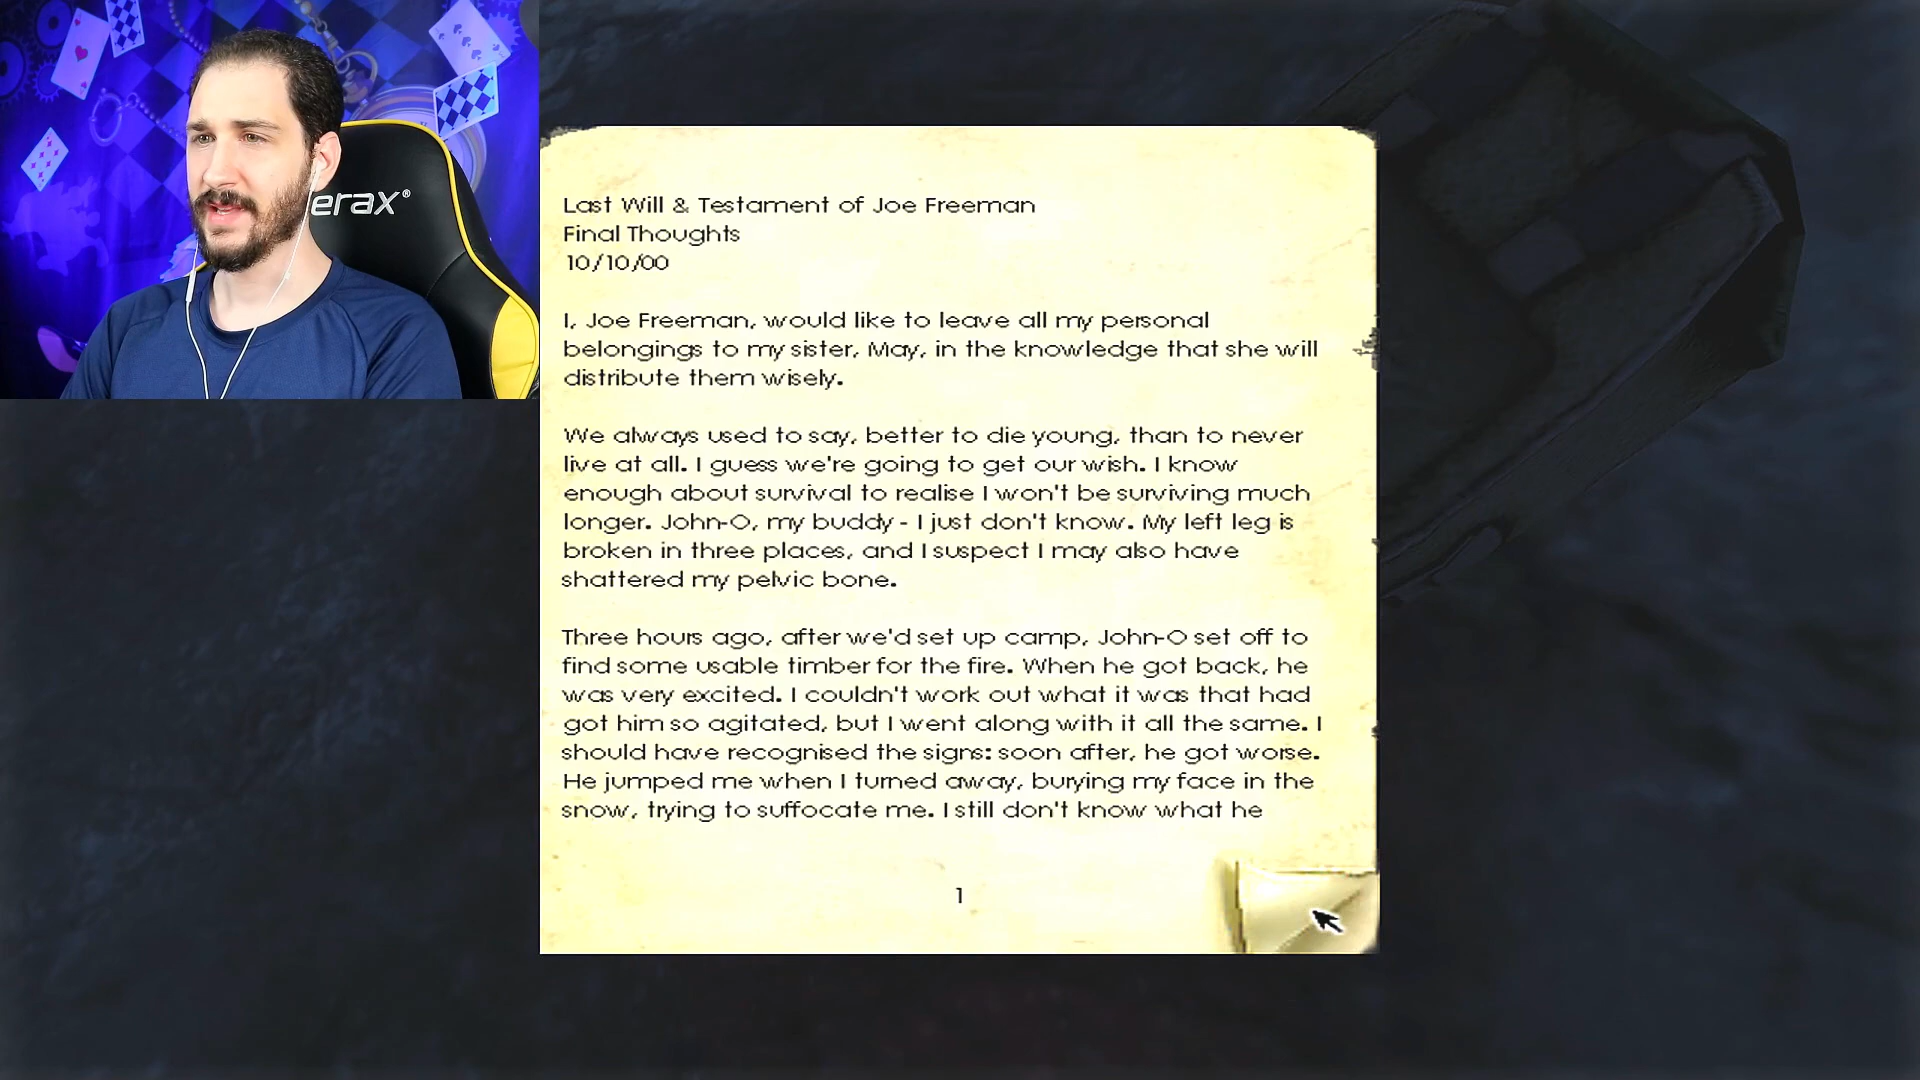 erax®
Last Will & Testament of Joe Freeman
Final Thoughts
10/10/00
I, Joe Freeman, would like to leave all my personal
belongings to my sister, May, in the knowledge that she will
distribute them wisely.
We always used to say, better to die young, than to never
live at all. I guess we're going to get our wish. I know
enough about survival to realise I won't be surviving much
longer. John-O, my buddy - I just don't know. My left leg is
broken in three places, and I suspect I may also have
shattered my pelvic bone.
Three hours ago, after we'd set up camp, John-O set off to
find some usable timber for the fire. When he got back, he
was very excited. I couldn't work out what it was that had
got him so agitated, but I went along with it all the same. I
should have recognised the signs: soon after, he got worse.
He jumped me when I turned away, burying my face in the
snow, trying to suffocate me. I still don't know what he
1